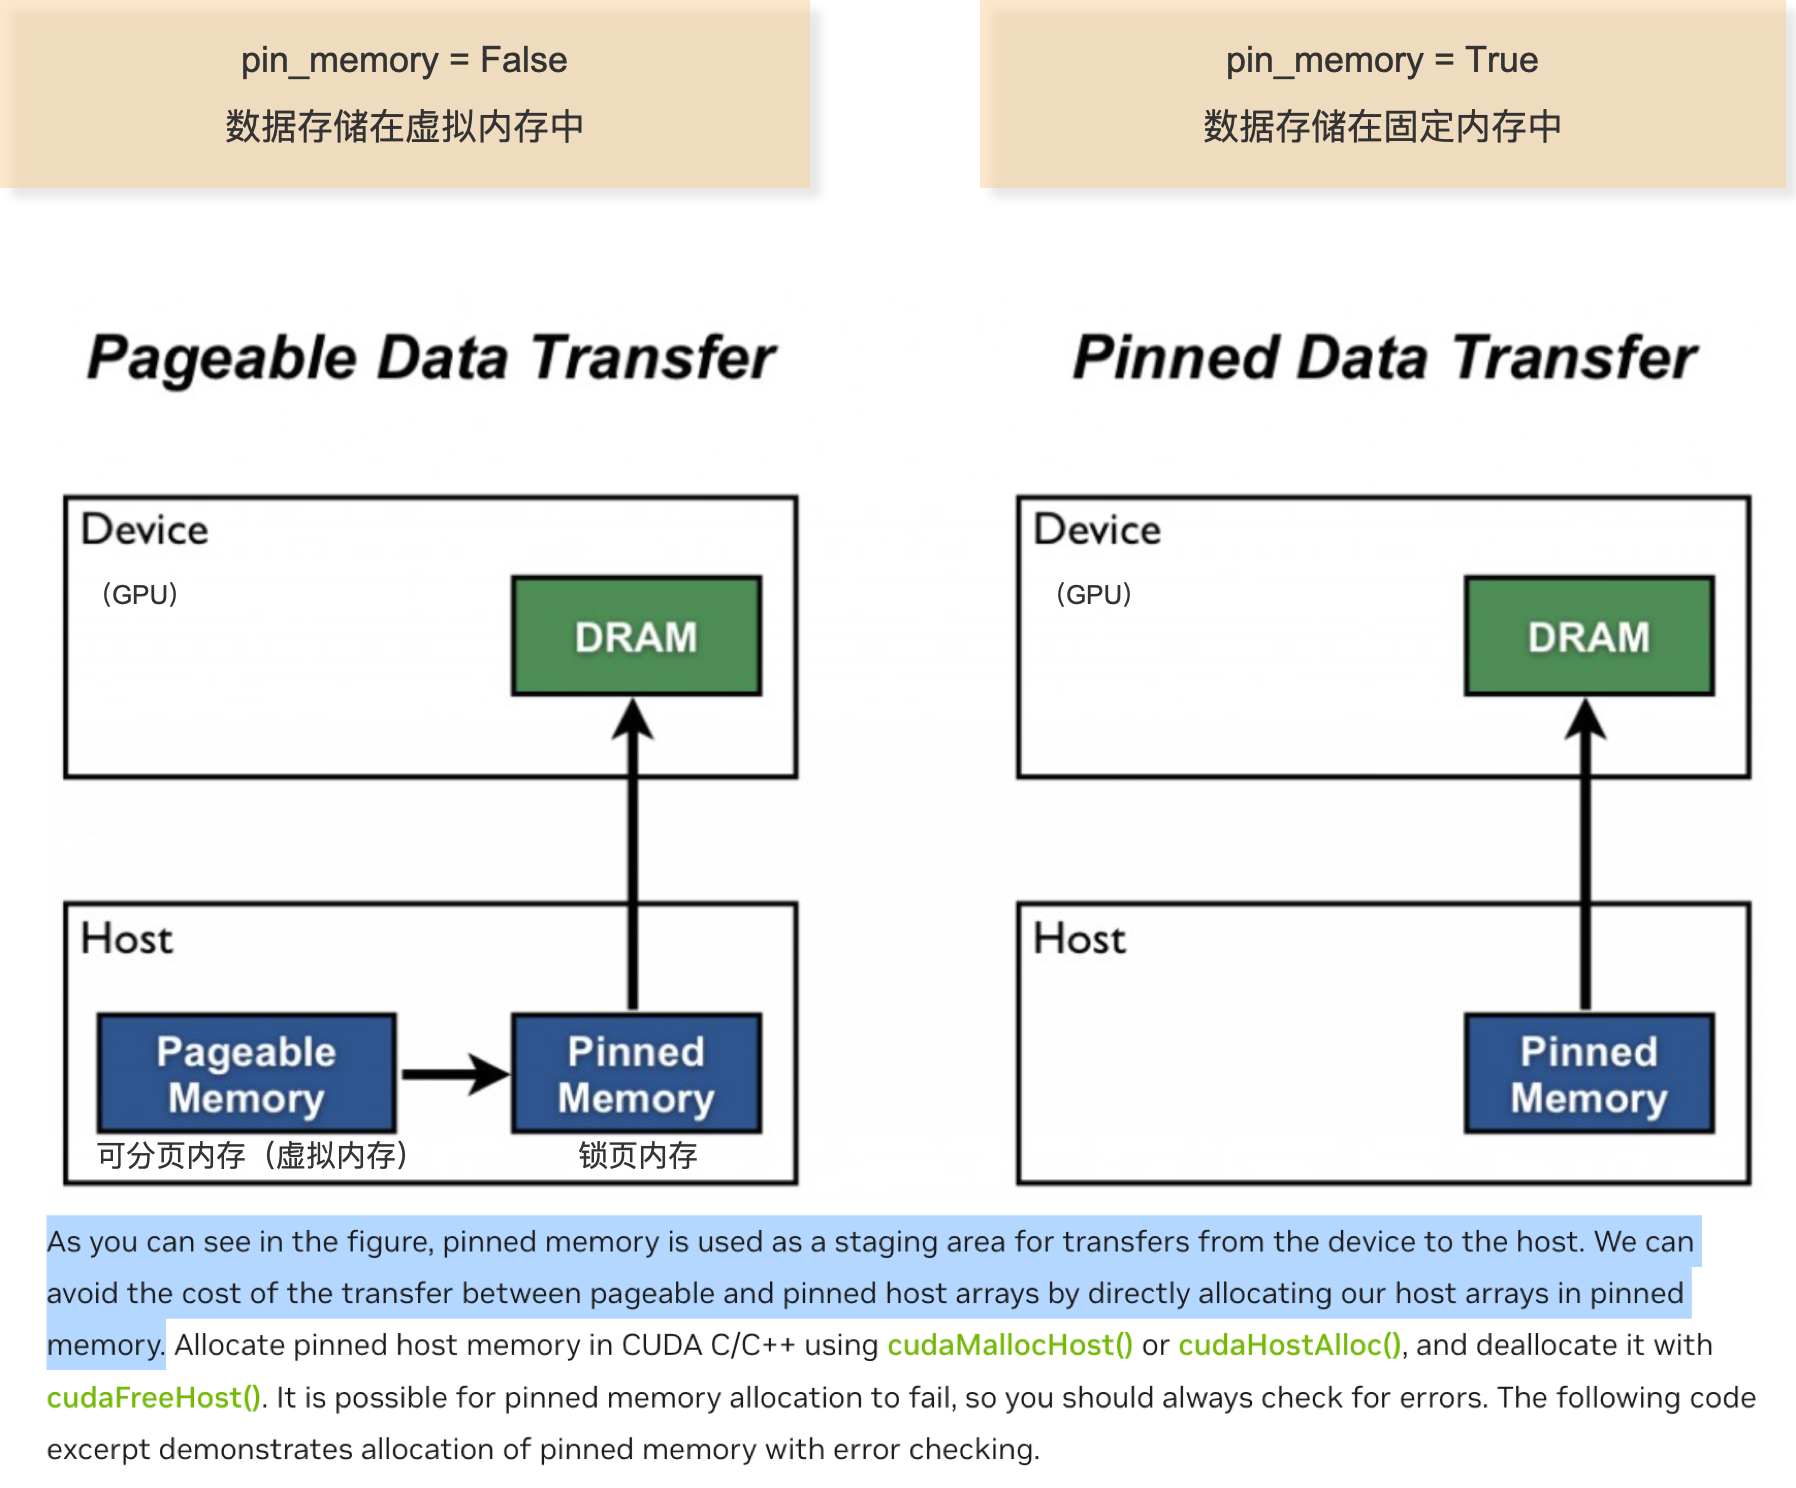 pin_memory = False
数据存储在虚拟内存中
pin_memory = True
数据存储在固定内存中
Pageable Data Transfer
Pinned Data Transfer
Device
（GPU）
DRAM
Device
（GPU）
DRAM
Host
Pageable
Memory
可分页内存（虚拟内存）
Pinned
Memory
锁页内存
Host
Pinned
Memory
As you can see in the figure, pinned memory is used as a staging area for transfers from the device to the host. We can
avoid the cost of the transfer between pageable and pinned host arrays by directly allocating our host arrays in pinned
memory. Allocate pinned host memory in CUDA C/C++ using cudaMallocHost() or cudaHostAlloc(), and deallocate it with
cudaFreeHost(). It is possible for pinned memory allocation to fail, so you should always check for errors. The following code
excerpt demonstrates allocation of pinned memory with error checking.